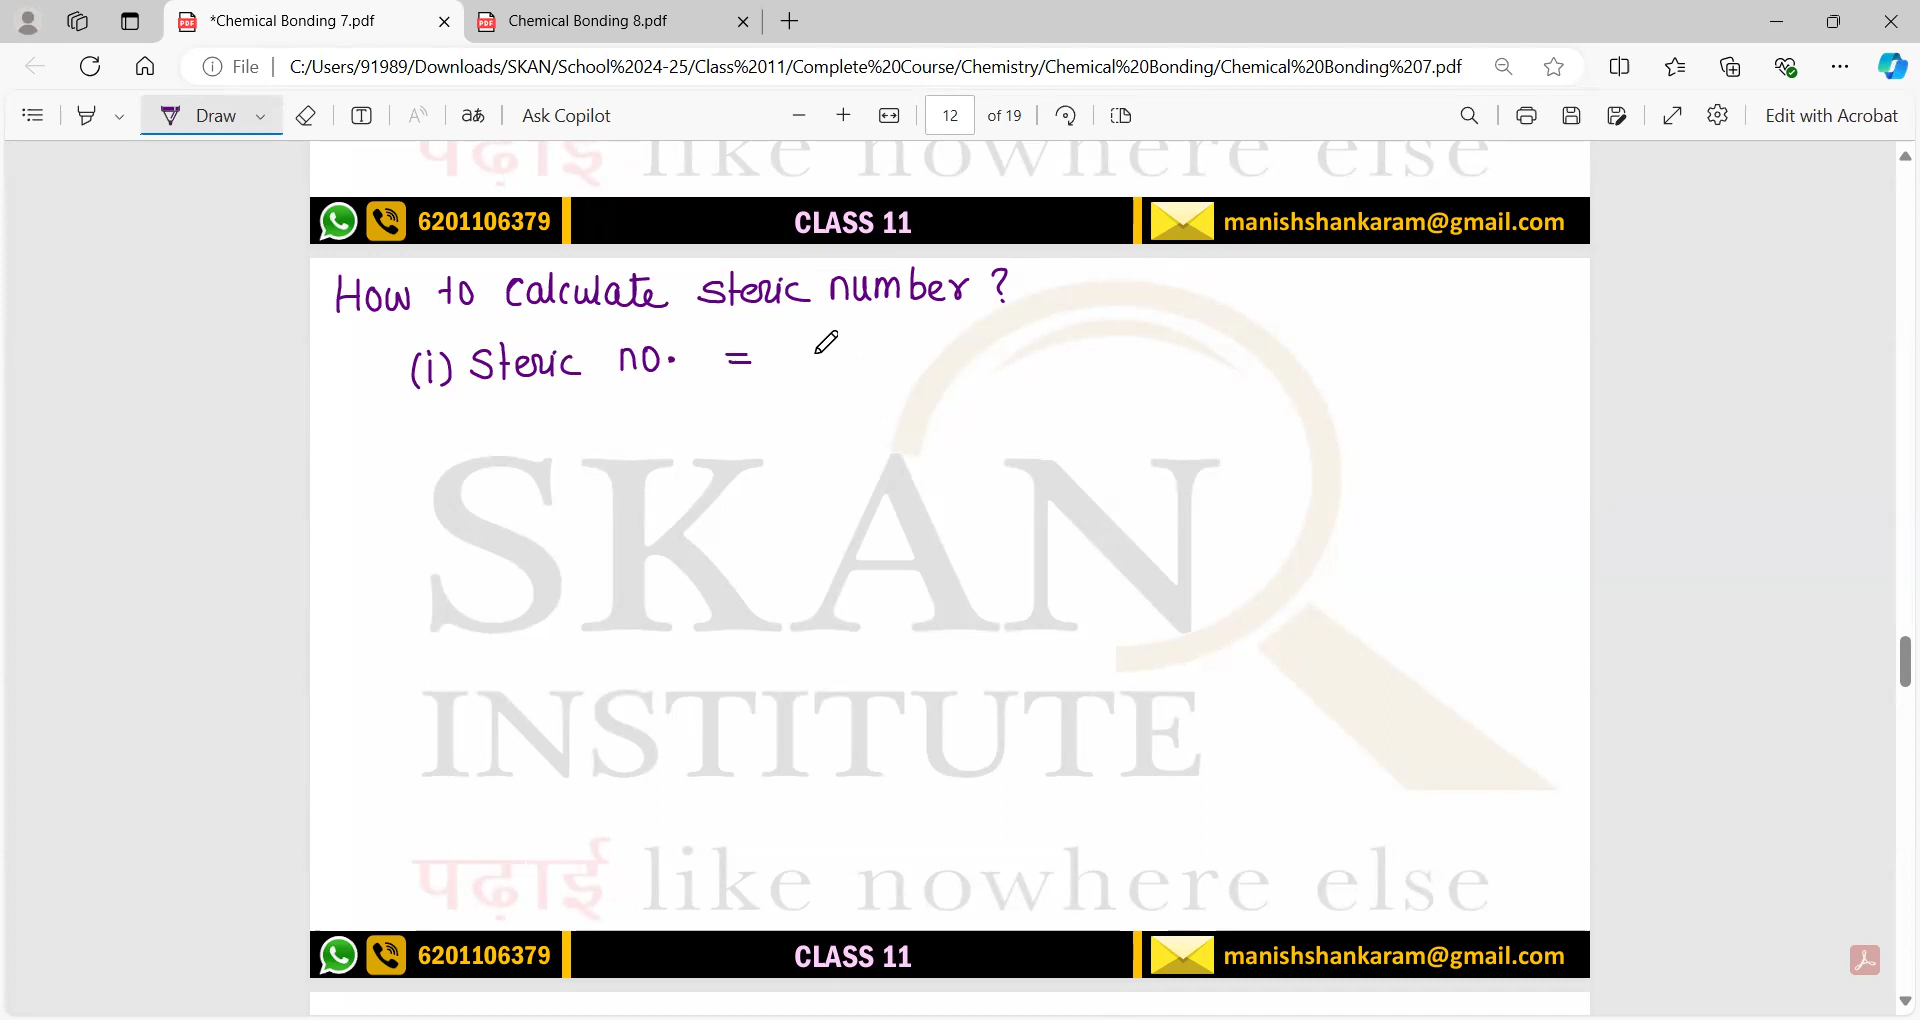 *Chemical Bonding 7.pdf
Chemical Bonding 8.pdf
File
C:/Users/91989/Downloads/SKAN/School%2024-25/Class%2011/Complete%20Course/Chemistry/Chemical%20Bonding/Chemical%20Bonding%207.pdf
Draw
aあ
Ask Copilot
12 of 19
Edit with Acrobat
पढ़ाई like nowhere else
6201106379 CLASS 11 manishshankaram@gmail.com
How to calculate steric number ?
(i) Steric no. =
SKAN
INSTITUTE
पढ़ाई like nowhere else
6201106379 CLASS 11 manishshankaram@gmail.com